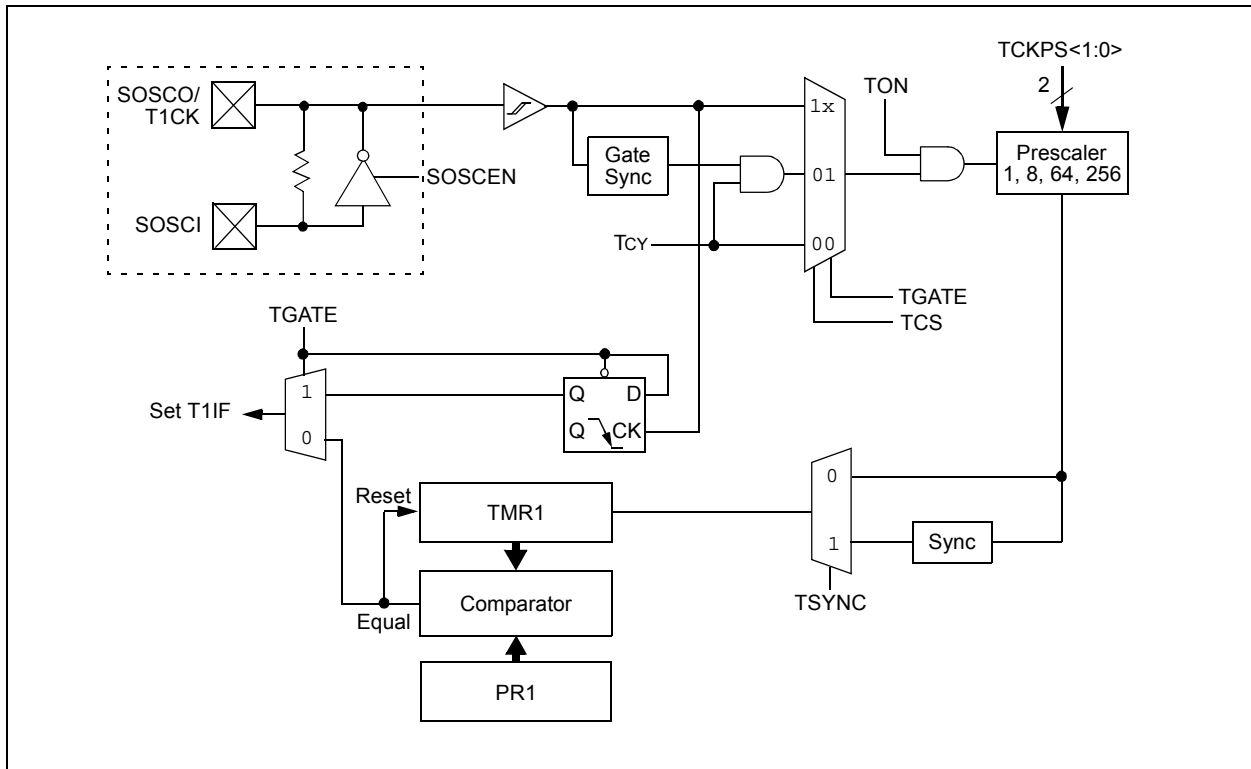 TCKPS<1:0>
2
SOSCO/
T1CK
TON
1x
Prescaler
1, 8, 64, 256
Gate
Sync
SOSCEN
01
SOSCI
TCY
00
TGATE
TCS
TGATE
1
Q
D
Set T1IF
0
Q
CK
Reset
TMR1
0
1
Sync
Comparator
TSYNC
Equal
PR1